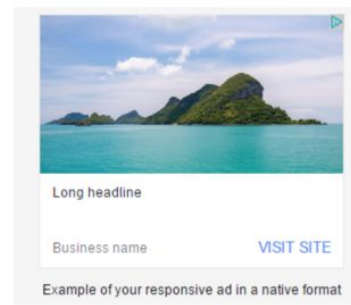 Long headline
Business name VISIT SITE
Example of your responsive ad in a native format